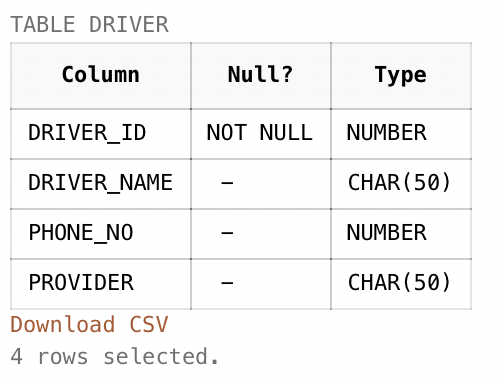 TABLE DRIVER
Column Null? Type
DRIVER_ID NOT NULL NUMBER
DRIVER_NAME - CHAR(50)
PHONE_NO - NUMBER
PROVIDER - CHAR(50)
Download CSV
4 rows selected.